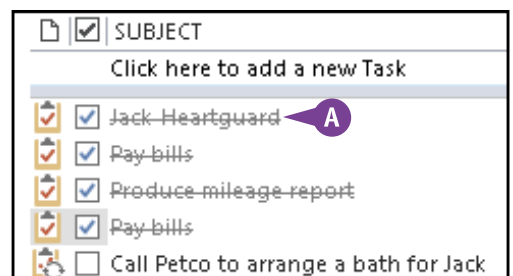 SUBJECT
Click here to add a new Task
Jack Heartguard A
Pay bills
Produce mileage report
Pay bills
Call Petco to arrange a bath for Jack